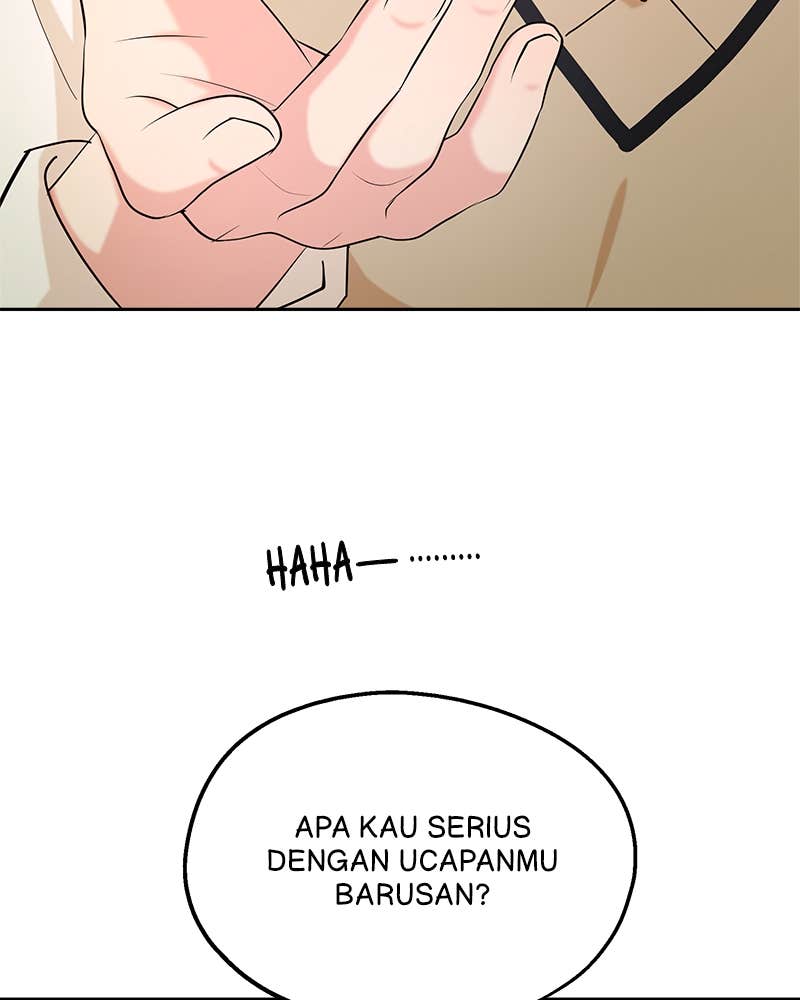 HAHA— .........
APA KAU SERIUS
DENGAN UCAPANMU
BARUSAN?